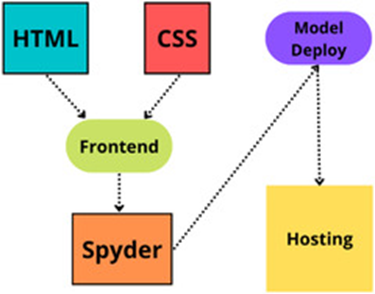 HTML
CSS
Model
Deploy
Frontend
Spyder
Hosting